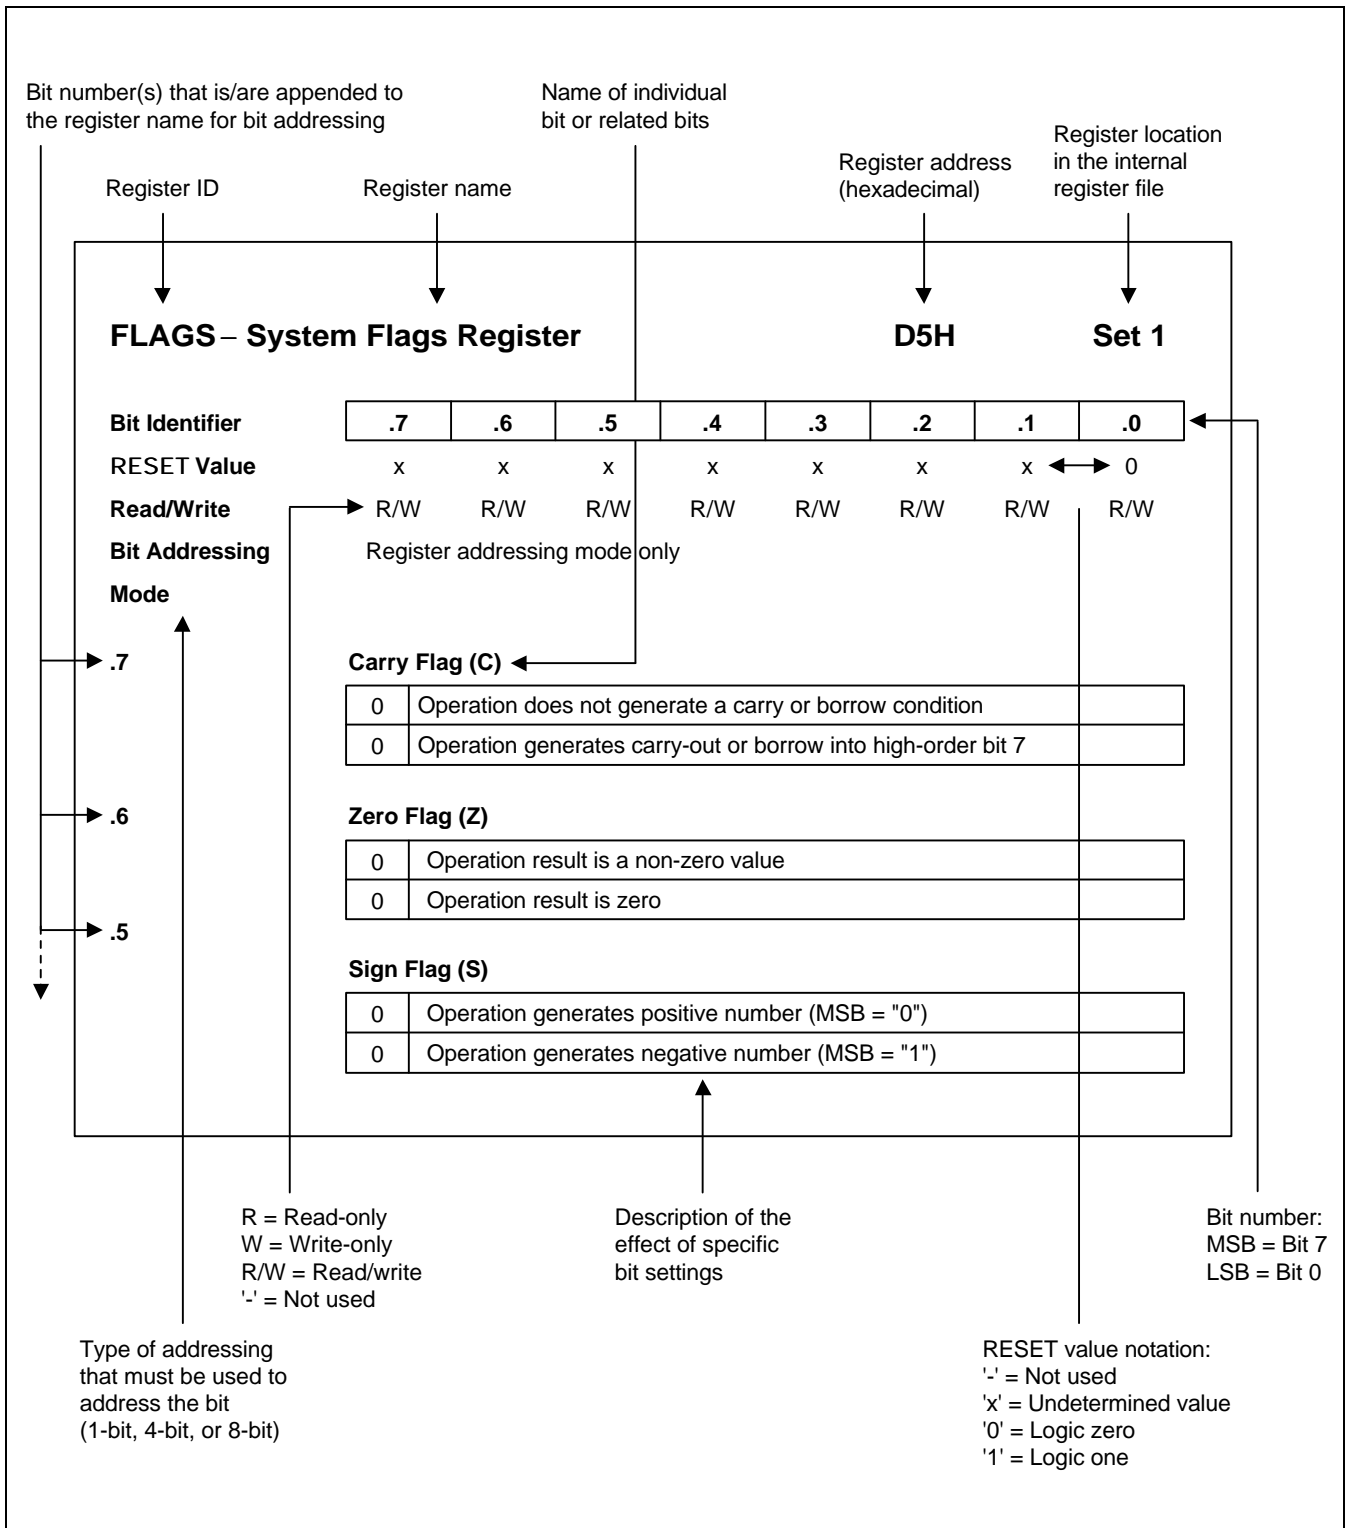 Bit number(s) that is/are appended to
the register name for bit addressing
Name of individual
bit or related bits
Register location
in the internal
register file
Register address
(hexadecimal)
Register ID
Register name
FLAGS – System Flags Register D5H Set 1
Bit Identifier .7 .6 .5 .4 .3 .2 .1 .0
RESET Value x x x x x x x 0
Read/Write R/W R/W R/W R/W R/W R/W R/W R/W
Bit Addressing Register addressing mode only
Mode
.7 Carry Flag (C)
0 Operation does not generate a carry or borrow condition
0 Operation generates carry-out or borrow into high-order bit 7
.6 Zero Flag (Z)
0 Operation result is a non-zero value
0 Operation result is zero
.5
Sign Flag (S)
0 Operation generates positive number (MSB = "0")
0 Operation generates negative number (MSB = "1")
R = Read-only
W = Write-only
R/W = Read/write
'-' = Not used
Description of the
effect of specific
bit settings
Bit number:
MSB = Bit 7
LSB = Bit 0
Type of addressing
that must be used to
address the bit
(1-bit, 4-bit, or 8-bit)
RESET value notation:
'-' = Not used
'x' = Undetermined value
'0' = Logic zero
'1' = Logic one